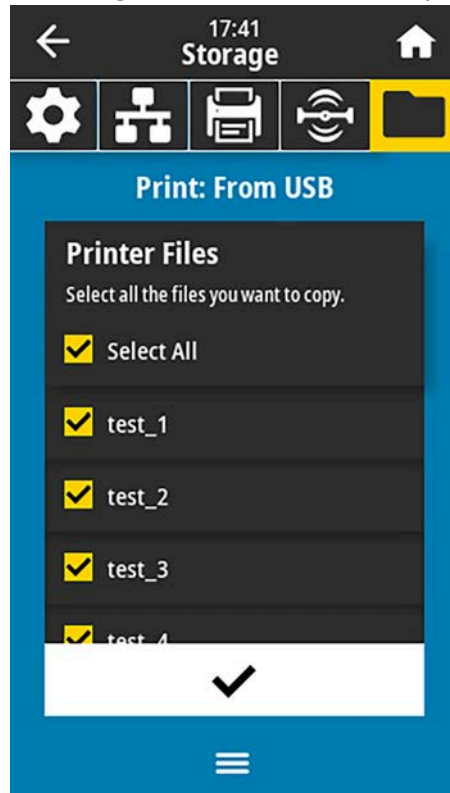 17:41
Storage
Print: From USB
Printer Files
Select all the files you want to copy.
Select All
test_1
test_2
test_3
test_4